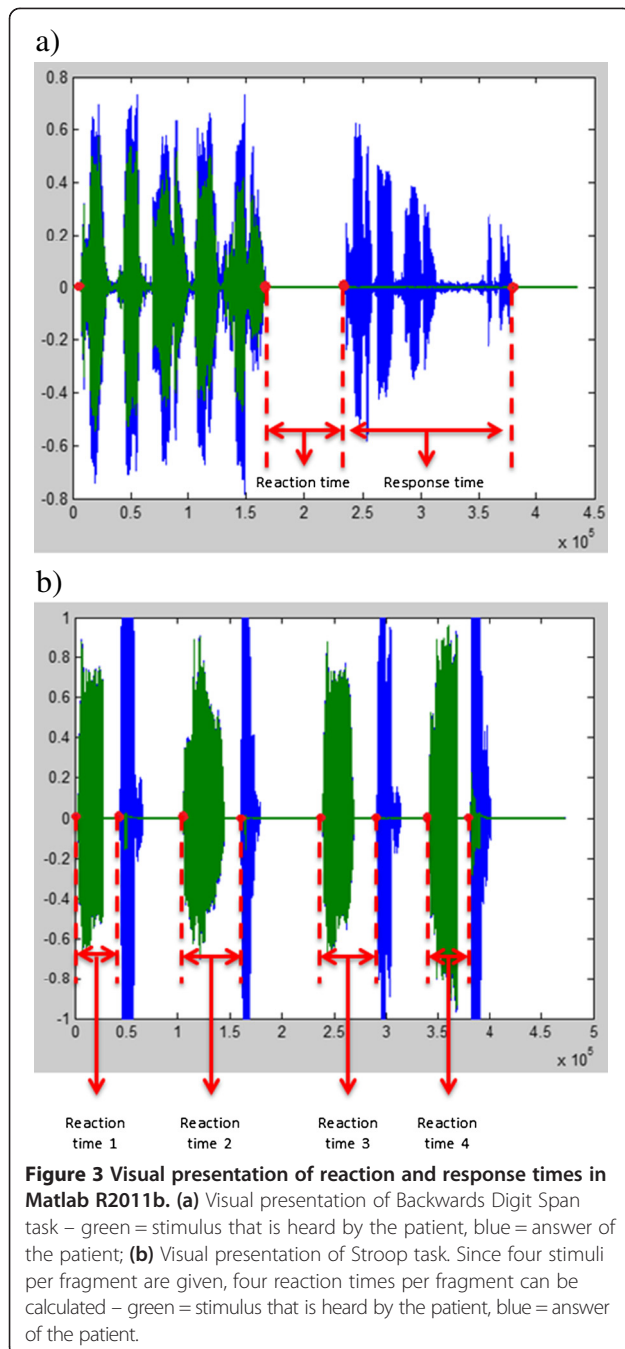 a)
0.8
0.6
0.4
0.2
0
-0.2
-0.4
-0.6
-0.8
Reaction time Response time
0 0.5 1 1.5 2 2.5 3 3.5 4 4.5
x 10⁵
b)
1
0.8
0.6
0.4
0.2
0
-0.2
-0.4
-0.6
-0.8
-1
0 0.5 1 1.5 2 2.5 3 3.5 4 4.5 5
x 10⁵
Reaction Reaction Reaction Reaction
time 1 time 2 time 3 time 4
Figure 3 Visual presentation of reaction and response times in
Matlab R2011b. (a) Visual presentation of Backwards Digit Span
task – green = stimulus that is heard by the patient, blue = answer of
the patient; (b) Visual presentation of Stroop task. Since four stimuli
per fragment are given, four reaction times per fragment can be
calculated – green = stimulus that is heard by the patient, blue = answer
of the patient.